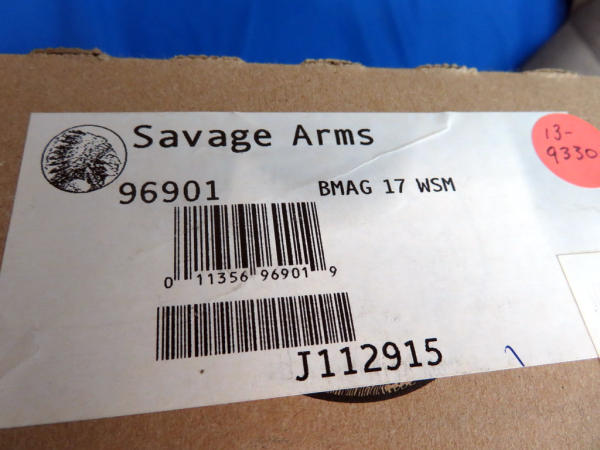 Savage Arms
13-
9330
96901 BMAG 17 WSM
0 11356 96901 9
J112915